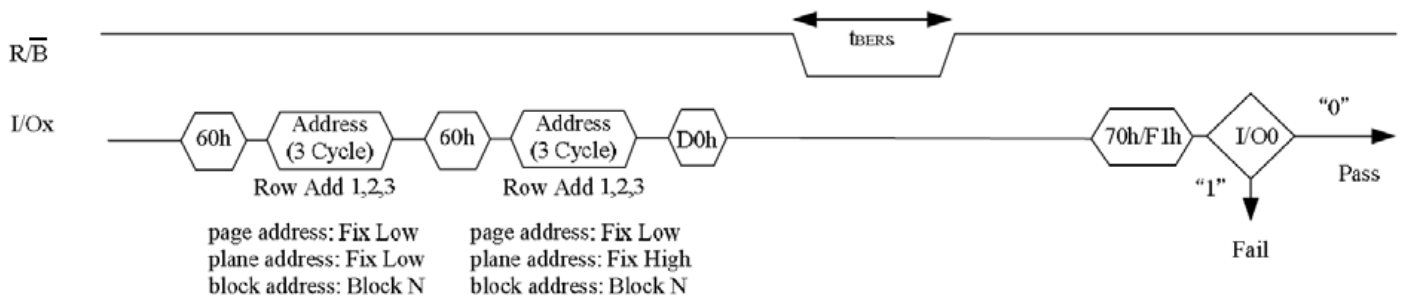 tBERS
R/B̅
I/Ox
60h
Address
(3 Cycle)
60h
Address
(3 Cycle)
D0h
70h/F1h
I/O0
“0”
Pass
“1”
Fail
Row Add 1,2,3
Row Add 1,2,3
page address: Fix Low
plane address: Fix Low
block address: Block N
page address: Fix Low
plane address: Fix High
block address: Block N